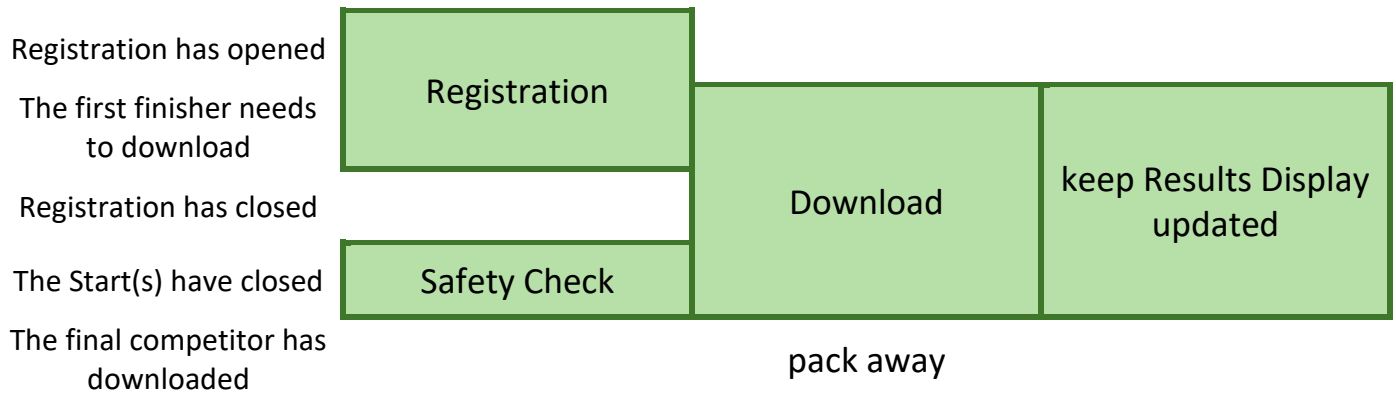 Registration has opened
Registration
The first finisher needs
to download
Registration has closed
Download
keep Results Display
updated
The Start(s) have closed
Safety Check
The final competitor has
downloaded
pack away